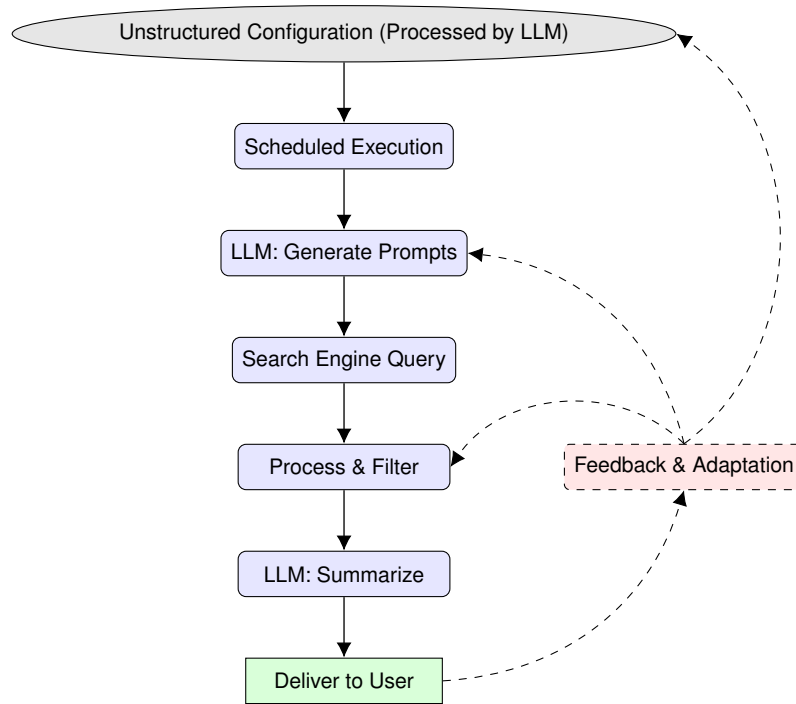 Unstructured Configuration (Processed by LLM)
Scheduled Execution
LLM: Generate Prompts
Search Engine Query
Process & Filter
Feedback & Adaptation
LLM: Summarize
Deliver to User